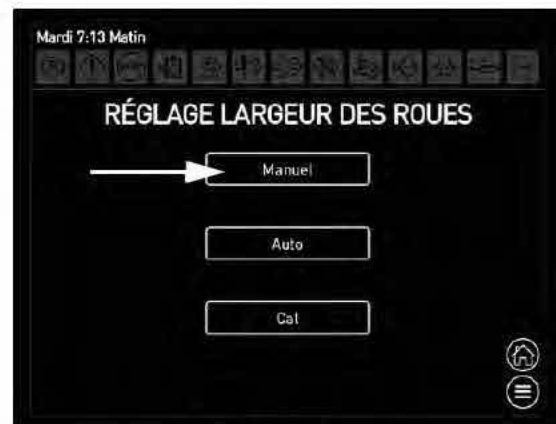 Mardi 7:13 Matin
RÉGLAGE LARGEUR DES ROUES
Manuel
Auto
Cal